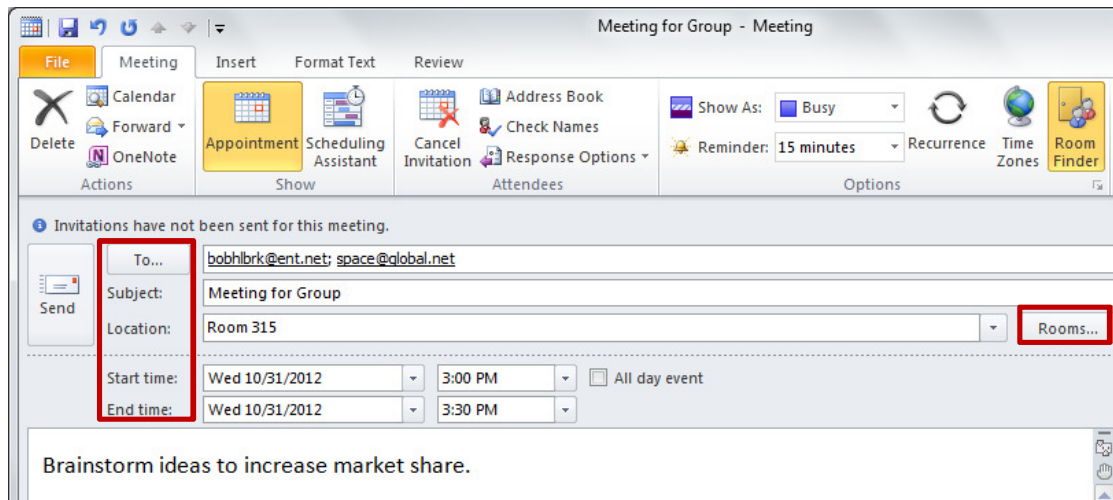 Meeting for Group - Meeting
File Meeting Insert Format Text Review
Delete
Calendar
Forward
OneNote
Actions
Appointment
Scheduling
Assistant
Show
Cancel
Invitation
Address Book
Check Names
Response Options
Attendees
Show As: Busy
Reminder: 15 minutes
Recurrence
Time
Zones
Room
Finder
Options
Invitations have not been sent for this meeting.
Send
To... bobhlbrk@ent.net; space@global.net
Subject: Meeting for Group
Location: Room 315 Rooms...
Start time: Wed 10/31/2012 3:00 PM All day event
End time: Wed 10/31/2012 3:30 PM
Brainstorm ideas to increase market share.